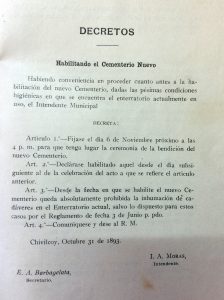 DECRETOS
Habilitando el Cementerio Nuevo
Habiendo conveniencia en proceder cuanto antes a la ha-
bilitación del nuevo Cementerio, dadas las pésimas condiciones
higiénicas en que se encuentra el enterratorio actualmente en
uso, el Intendente Municipal
DECRETA:
Artículo 1.º—Fíjase el día 6 de Noviembre próximo a las
4 p. m. para que tenga lugar la ceremonia de la bendición del
nuevo Cementerio.
Art. 2.º—Declárase habilitado aquel desde el día subsi-
guiente al de la celebración del acto a que se refiere el artículo
anterior.
Art. 3.º—Desde la fecha en que se habilite el nuevo Ce-
menterio queda absolutamente prohibida la inhumación de ca-
dáveres en el Enterratorio actual, salvo lo dispuesto para estos
casos por el Reglamento de fecha 3 de Junio p. pdo.
Art. 4.º—Comuníquese y dese al R. M.
Chivilcoy, Octubre 31 de 1893.
J. A. MORAS,
Intendente.
E. A. Barbagelata,
Secretario.